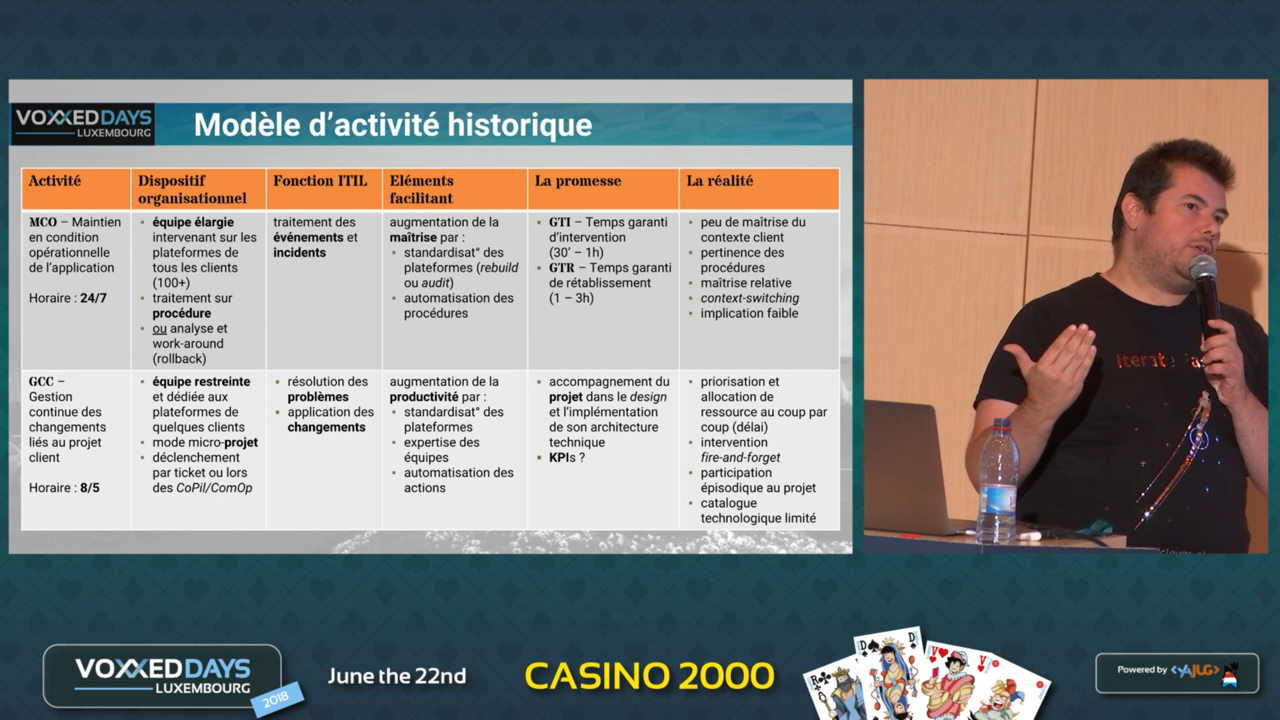 VOXXEDDAYS
LUXEMBOURG
Modèle d’activité historique
Activité
Dispositif
organisationnel
Fonction ITIL
Eléments
facilitant
La promesse
La réalité
MCO – Maintien
en condition
opérationnelle
de l’application
Horaire : 24/7
équipe élargie
intervenant sur les
plateformes de
tous les clients
(100+)
traitement sur
procédure
ou analyse et
work-around
(rollback)
traitement des
événements et
incidents
augmentation de la
maîtrise par :
standardisat° des
plateformes (rebuild
ou audit)
automatisation des
procédures
GTI – Temps garanti
d’intervention
(30’ – 1h)
GTR – Temps garanti
de rétablissement
(1 – 3h)
peu de maîtrise du
contexte client
pertinence des
procédures
maîtrise relative
context-switching
implication faible
GCC –
Gestion
continue des
changements
liés au projet
client
Horaire : 8/5
équipe restreinte
et dédiée aux
plateformes de
quelques clients
mode micro-projet
déclenchement
par ticket ou lors
des CoPil/ComOp
résolution des
problèmes
application des
changements
augmentation de la
productivité par :
standardisat° des
plateformes
expertise des
équipes
automatisation des
actions
accompagnement du
projet dans le design
et l’implémentation
de son architecture
technique
KPIs ?
priorisation et
allocation de
ressource au coup par
coup (délai)
intervention
fire-and-forget
participation
épisodique au projet
catalogue
technologique limité
VOXXEDDAYS
LUXEMBOURG
2018
June the 22nd
CASINO 2000
R
D
D
V
V
Powered by <YAJUG>